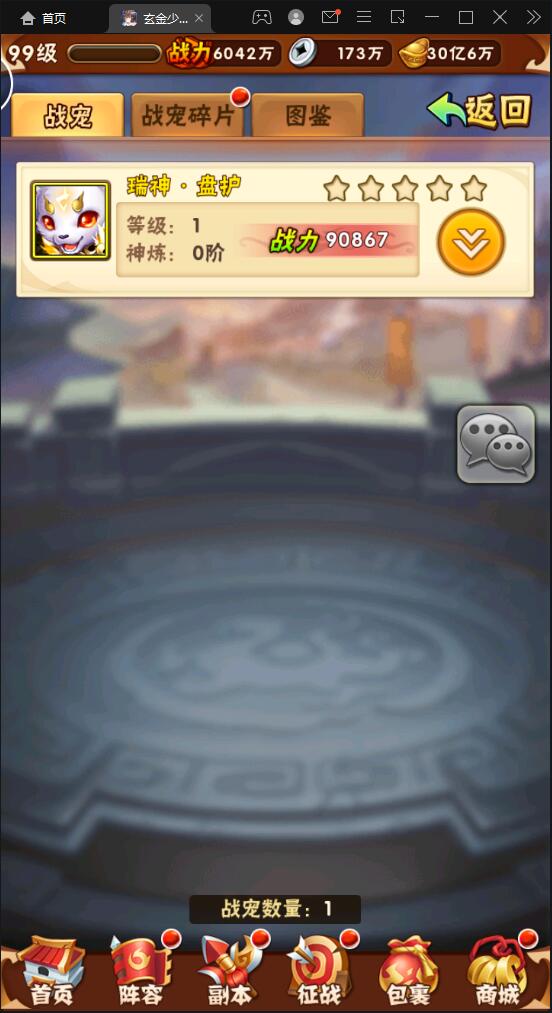 首页
玄金少...
99级
战力6042万
173万
30亿6万
战宠
战宠碎片
图鉴
返回
瑞神·盘护
等级： 1
神炼： 0阶
战力 90867
战宠数量： 1
首页
阵容
副本
征战
包裹
商城